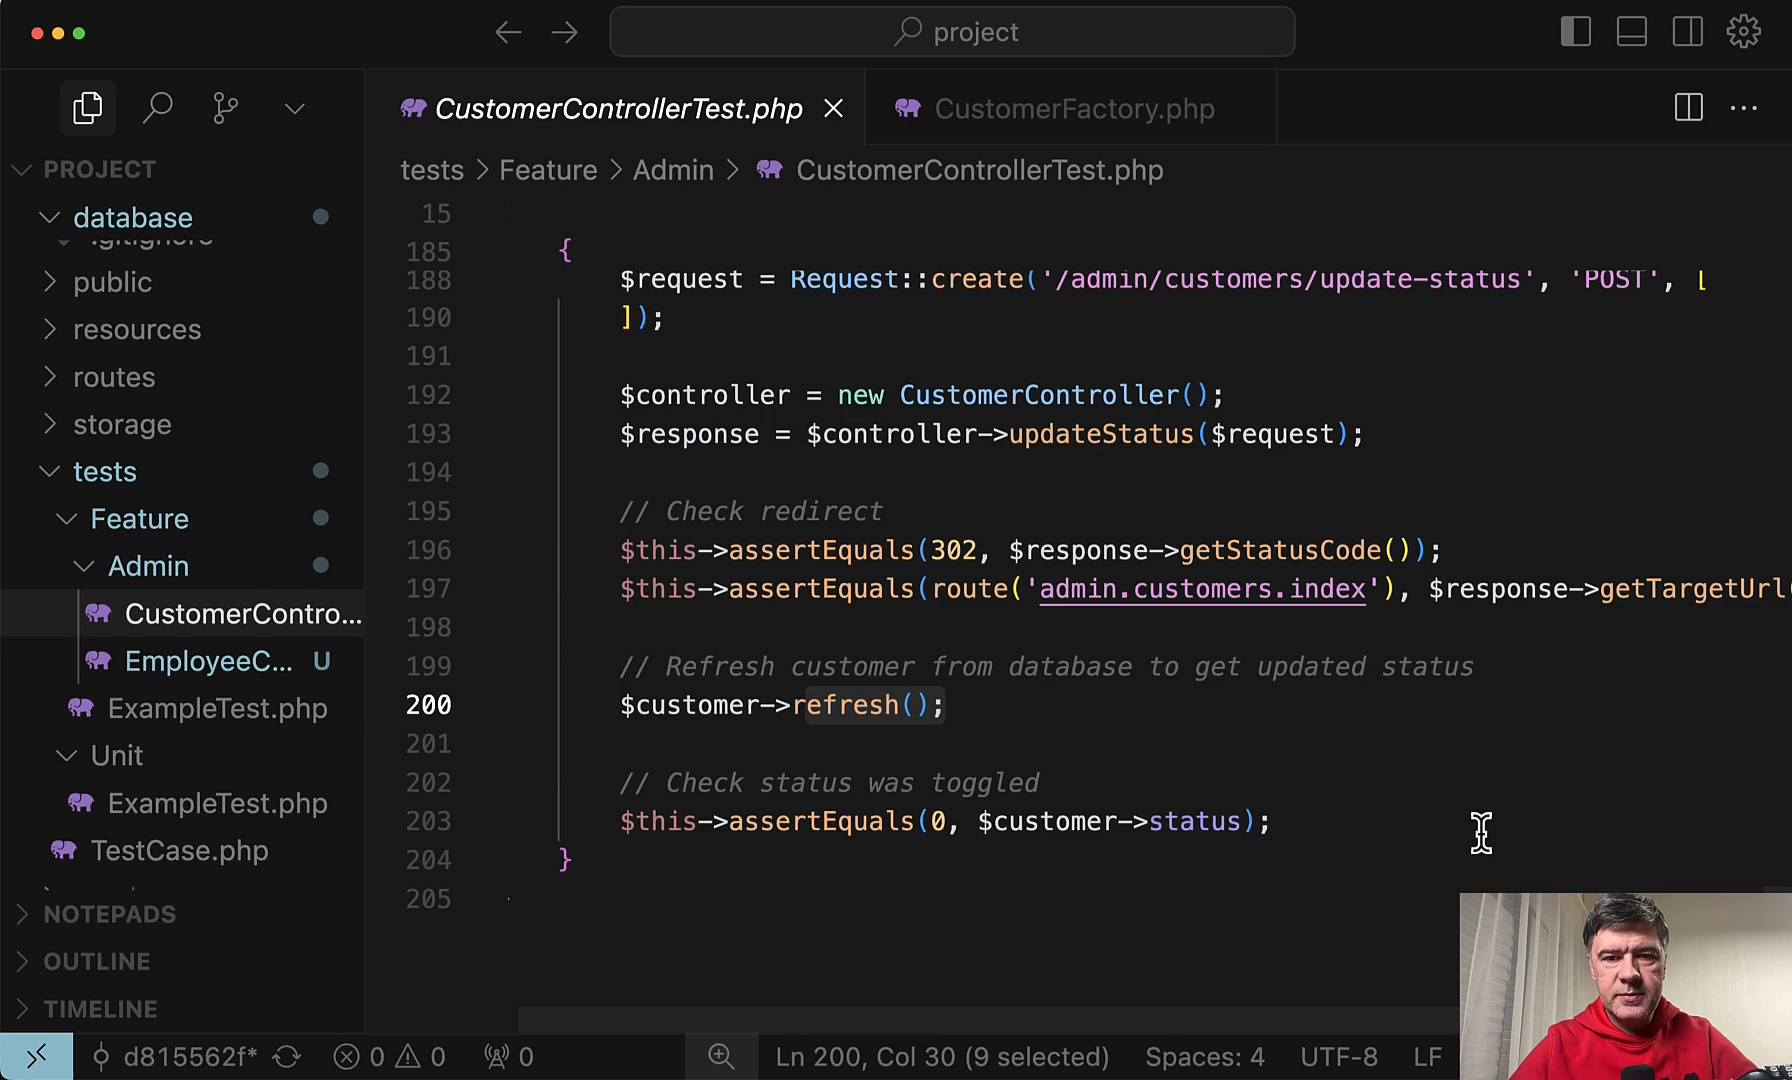 project
CustomerControllerTest.php
CustomerFactory.php
PROJECT
database
.gitignore
public
resources
routes
storage
tests
Feature
Admin
CustomerContro...
EmployeeC... U
ExampleTest.php
Unit
ExampleTest.php
TestCase.php
NOTEPADS
OUTLINE
TIMELINE
tests > Feature > Admin > CustomerControllerTest.php
15
185 {
188 $request = Request::create('/admin/customers/update-status', 'POST', [
190 ]);
191
192 $controller = new CustomerController();
193 $response = $controller->updateStatus($request);
194
195 // Check redirect
196 $this->assertEquals(302, $response->getStatusCode());
197 $this->assertEquals(route('admin.customers.index'), $response->getTargetUrl(
198
199 // Refresh customer from database to get updated status
200 $customer->refresh();
201
202 // Check status was toggled
203 $this->assertEquals(0, $customer->status);
204 }
205
d815562f* 0 0 0 Ln 200, Col 30 (9 selected) Spaces: 4 UTF-8 LF